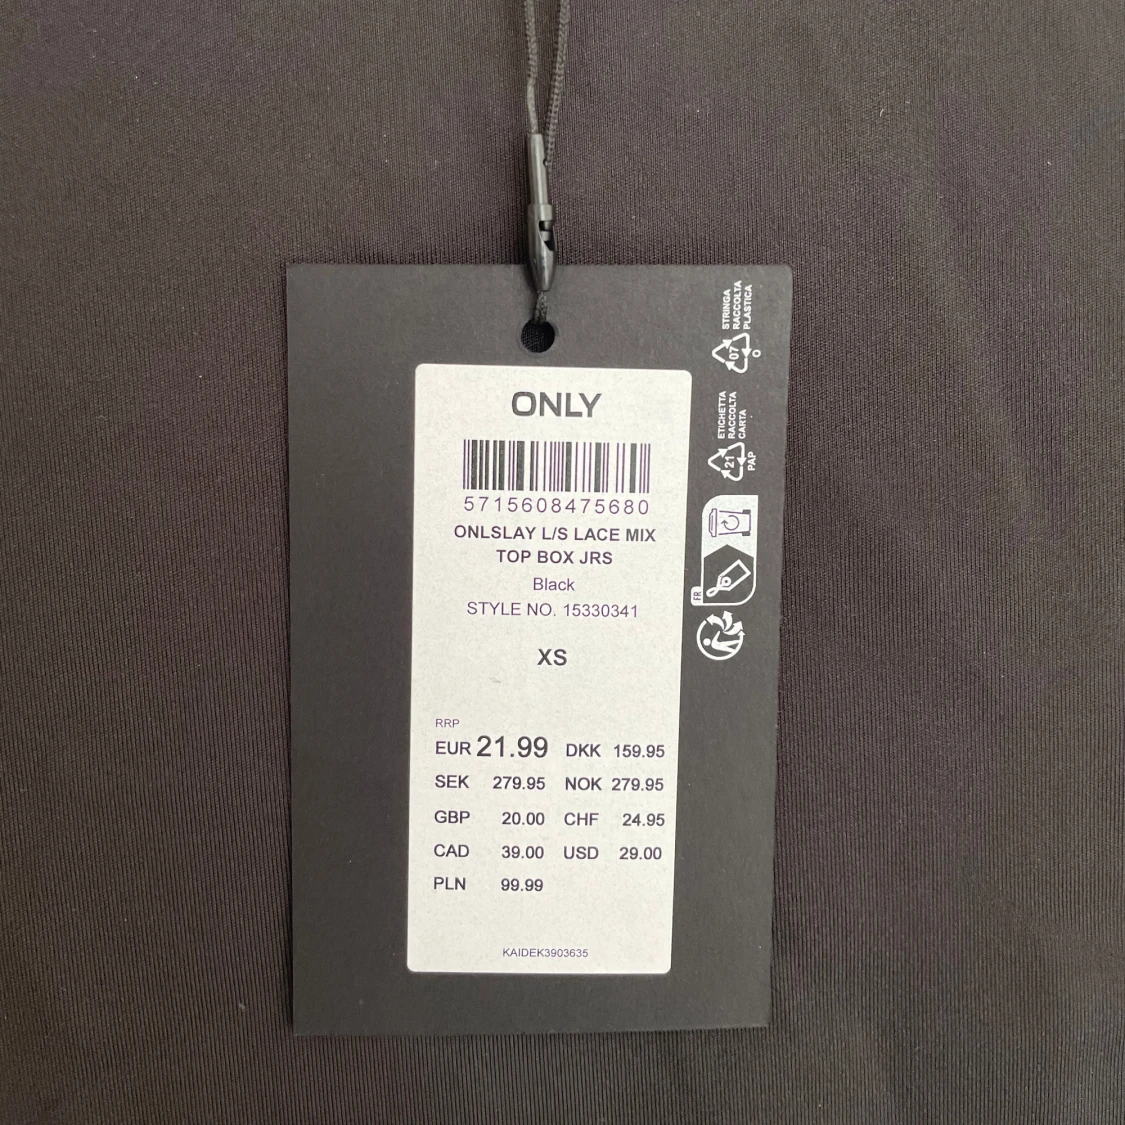 ONLY
5715608475680
ONLSLAY L/S LACE MIX
TOP BOX JRS
Black
STYLE NO. 15330341
XS
RRP
EUR 21.99 DKK 159.95
SEK 279.95 NOK 279.95
GBP 20.00 CHF 24.95
CAD 39.00 USD 29.00
PLN 99.99
KAIDEK3903635
STRINGA
RACCOLTA
PLASTICA
07
O
ETICHETTA
RACCOLTA
CARTA
21
PAP
FR